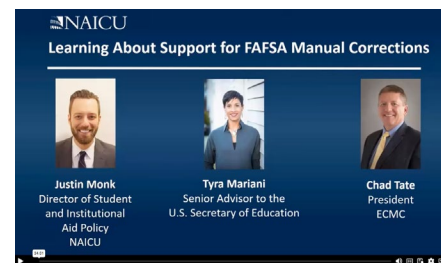 NAICU
Learning About Support for FAFSA Manual Corrections
Justin Monk
Director of Student
and Institutional
Aid Policy
NAICU
Tyra Mariani
Senior Advisor to the
U.S. Secretary of Education
Chad Tate
President
ECMC